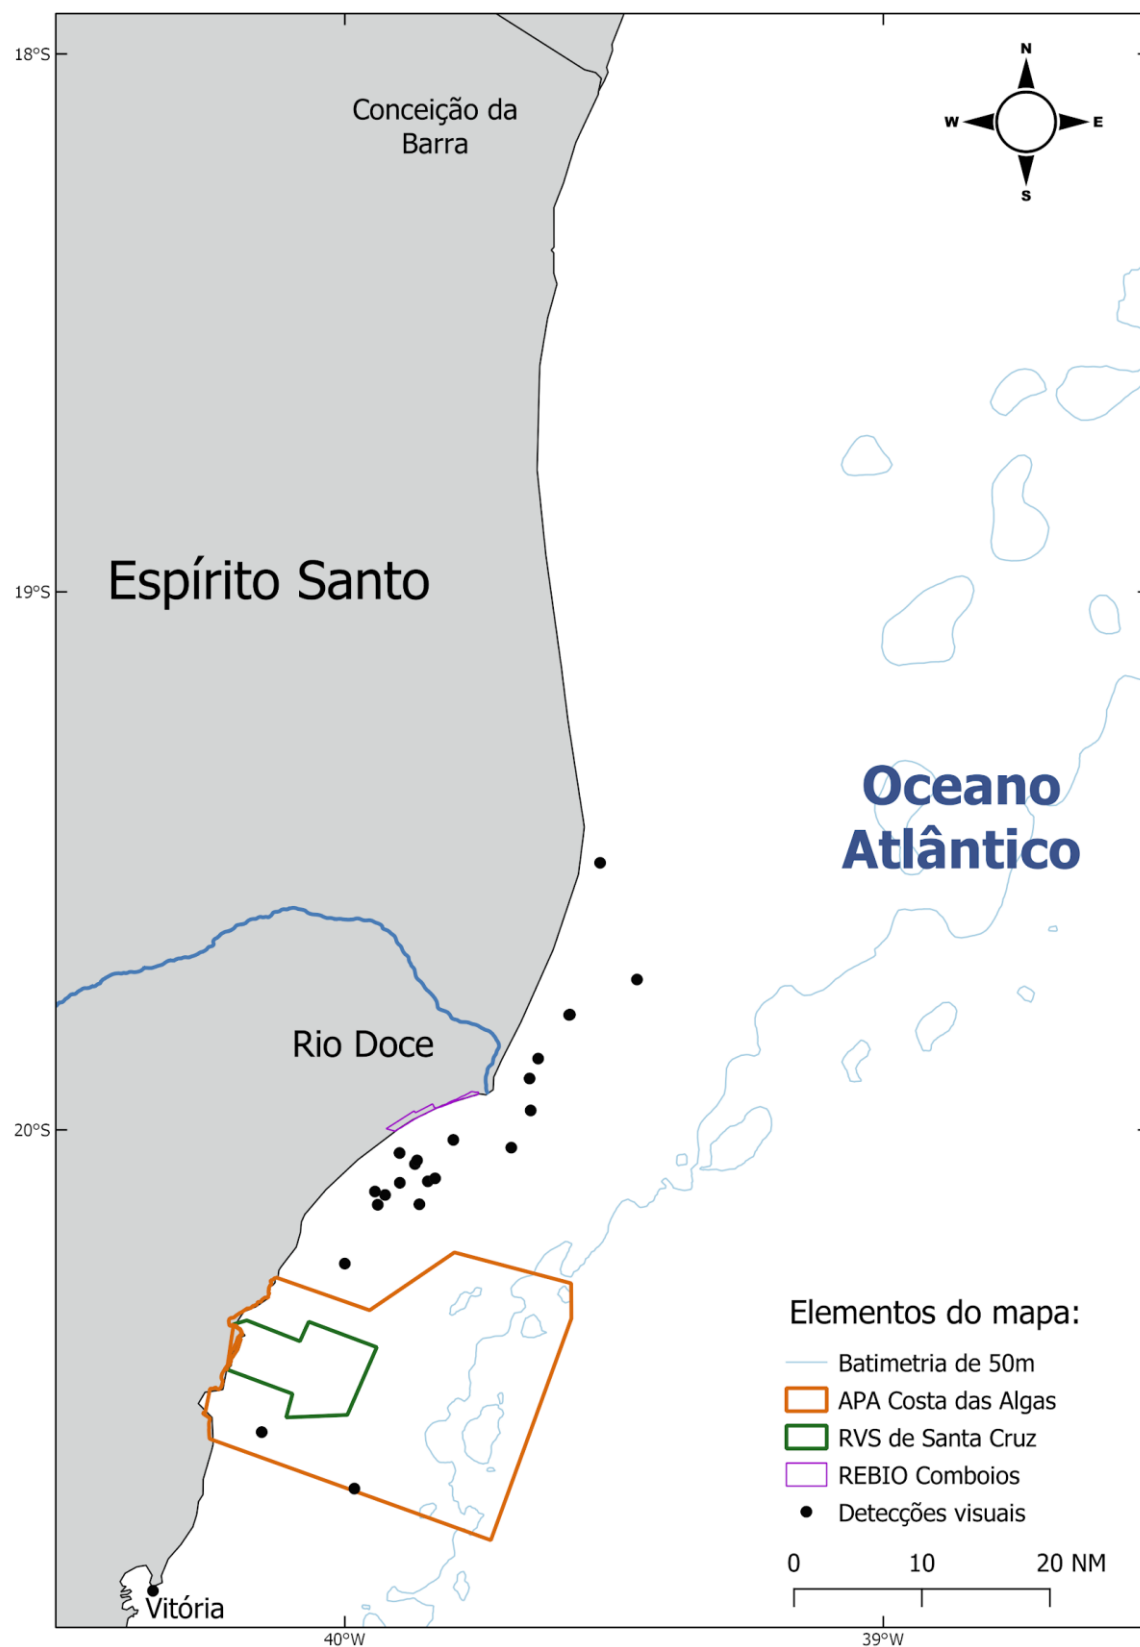 18°S
N
Conceição da
Barra
W
E
S
Espírito Santo
19°S
Oceano
Atlântico
Rio Doce
20°S
Elementos do mapa:
Batimetria de 50m
APA Costa das Algas
RVS de Santa Cruz
REBIO Comboios
Detecções visuais
0 10 20 NM
Vitória
40°W
39°W